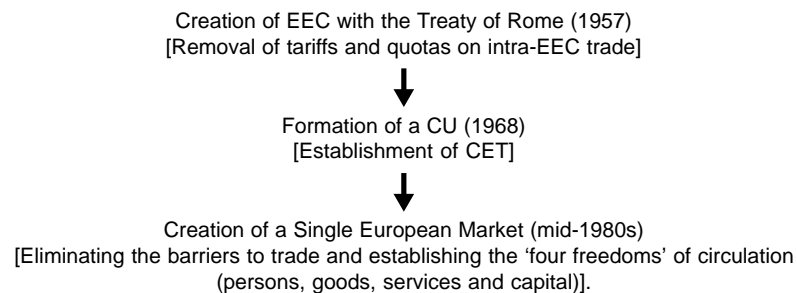 Creation of EEC with the Treaty of Rome (1957)
[Removal of tariffs and quotas on intra-EEC trade]
Formation of a CU (1968)
[Establishment of CET]
Creation of a Single European Market (mid-1980s)
[Eliminating the barriers to trade and establishing the ‘four freedoms’ of circulation
(persons, goods, services and capital)].